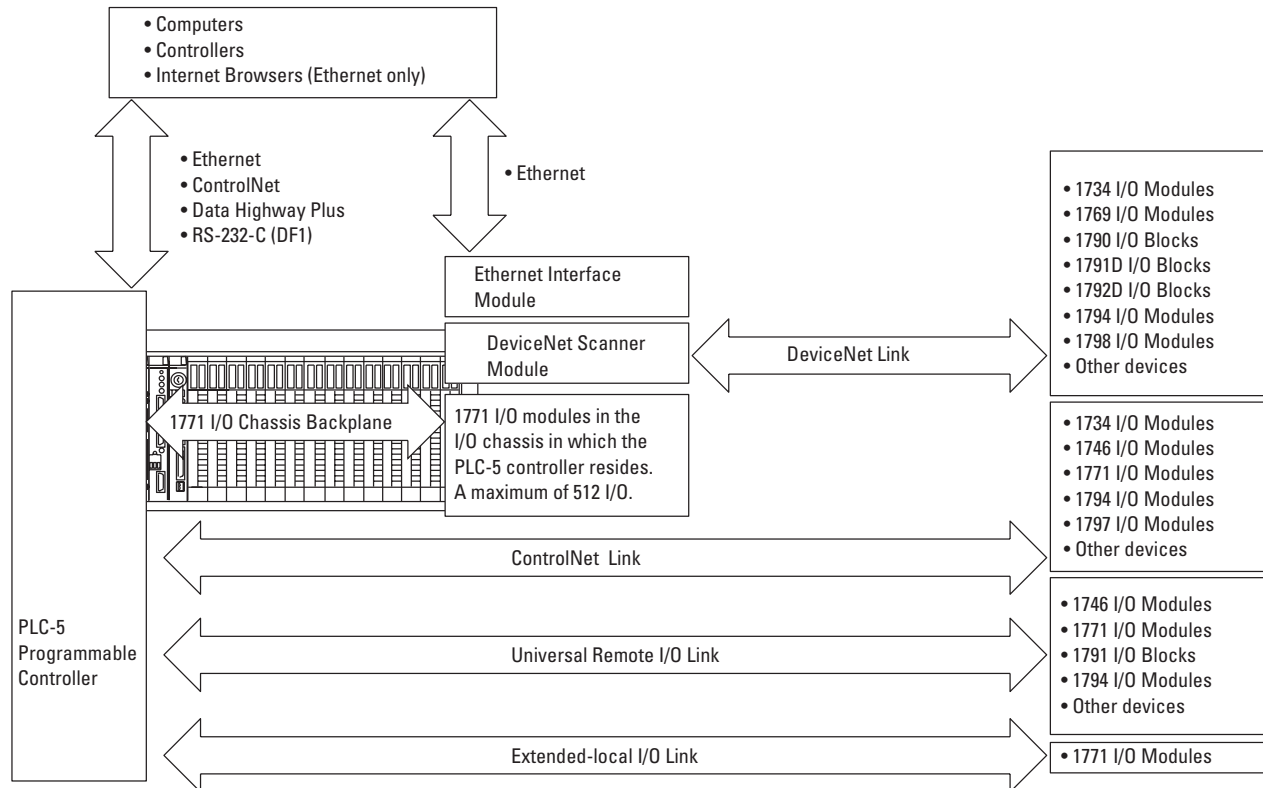 • Computers
• Controllers
• Internet Browsers (Ethernet only)
• Ethernet
• ControlNet
• Data Highway Plus
• RS-232-C (DF1)
• Ethernet
Ethernet Interface
Module
DeviceNet Scanner
Module
DeviceNet Link
• 1734 I/O Modules
• 1769 I/O Modules
• 1790 I/O Blocks
• 1791D I/O Blocks
• 1792D I/O Blocks
• 1794 I/O Modules
• 1798 I/O Modules
• Other devices
1771 I/O Chassis Backplane
1771 I/O modules in the
I/O chassis in which the
PLC-5 controller resides.
A maximum of 512 I/O.
• 1734 I/O Modules
• 1746 I/O Modules
• 1771 I/O Modules
• 1794 I/O Modules
• 1797 I/O Modules
• Other devices
ControlNet Link
PLC-5
Programmable
Controller
Universal Remote I/O Link
• 1746 I/O Modules
• 1771 I/O Modules
• 1791 I/O Blocks
• 1794 I/O Modules
• Other devices
Extended-local I/O Link
• 1771 I/O Modules